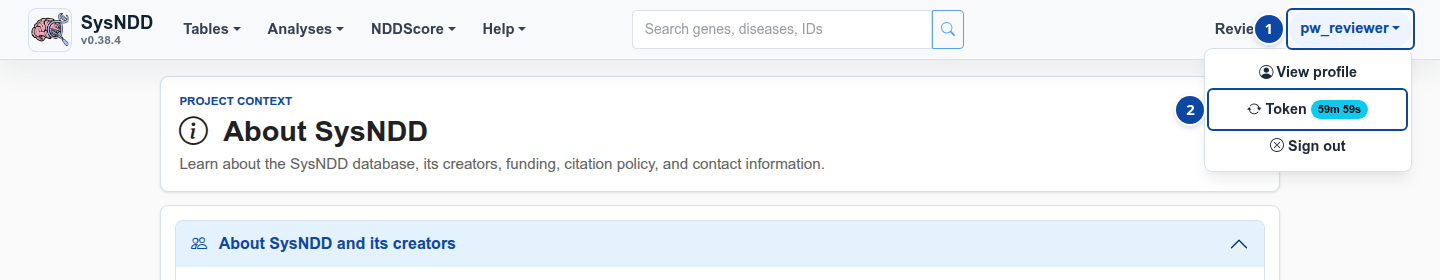 SysNDD
v0.38.4
Tables
Analyses
NDDScore
Help
Search genes, diseases, IDs
1
pw_reviewer
View profile
2
Token 59m 59s
Sign out
PROJECT CONTEXT
About SysNDD
Learn about the SysNDD database, its creators, funding, citation policy, and contact information.
About SysNDD and its creators